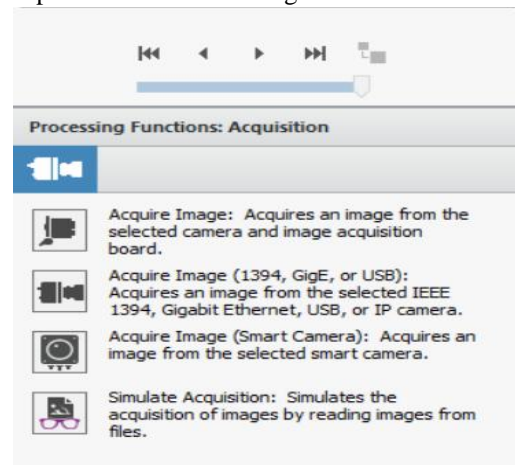 Processing Functions: Acquisition
Acquire Image: Acquires an image from the
selected camera and image acquisition
board.
Acquire Image (1394, GigE, or USB):
Acquires an image from the selected IEEE
1394, Gigabit Ethernet, USB, or IP camera.
Acquire Image (Smart Camera): Acquires an
image from the selected smart camera.
Simulate Acquisition: Simulates the
acquisition of images by reading images from
files.